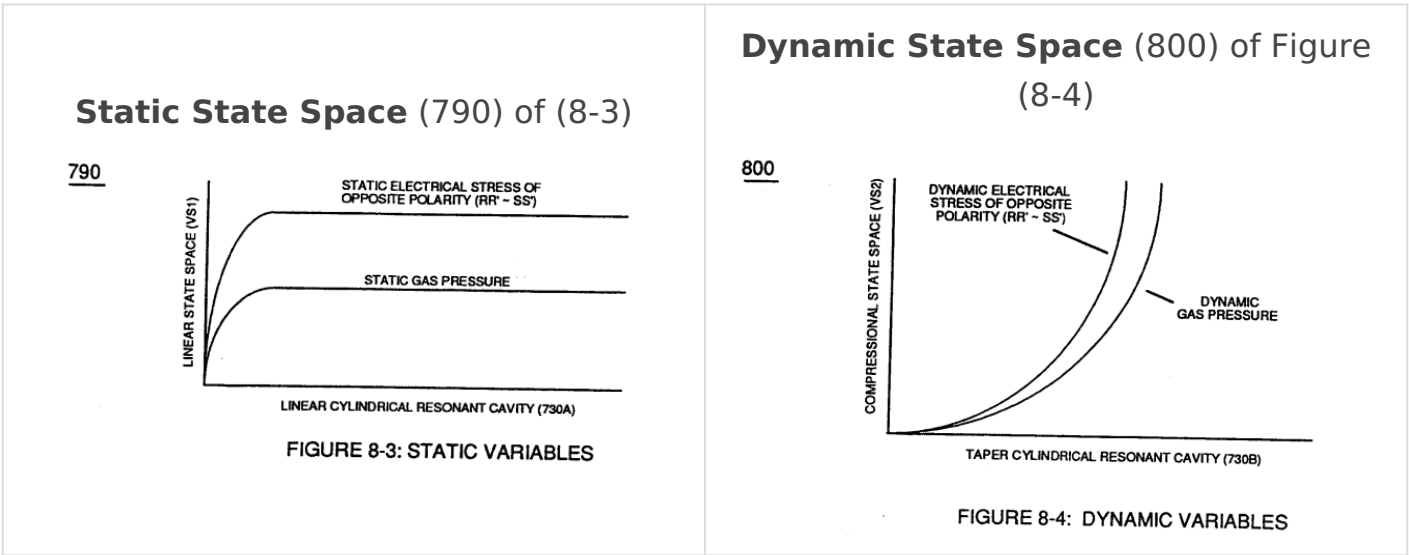 Static State Space (790) of (8-3)
790
LINEAR STATE SPACE (VS1)
STATIC ELECTRICAL STRESS OF
OPPOSITE POLARITY (RR' ~ SS')
STATIC GAS PRESSURE
LINEAR CYLINDRICAL RESONANT CAVITY (730A)
FIGURE 8-3: STATIC VARIABLES
Dynamic State Space (800) of Figure
(8-4)
800
COMPRESSIONAL STATE SPACE (VS2)
DYNAMIC ELECTRICAL
STRESS OF OPPOSITE
POLARITY (RR' ~ SS')
DYNAMIC
GAS PRESSURE
TAPER CYLINDRICAL RESONANT CAVITY (730B)
FIGURE 8-4: DYNAMIC VARIABLES